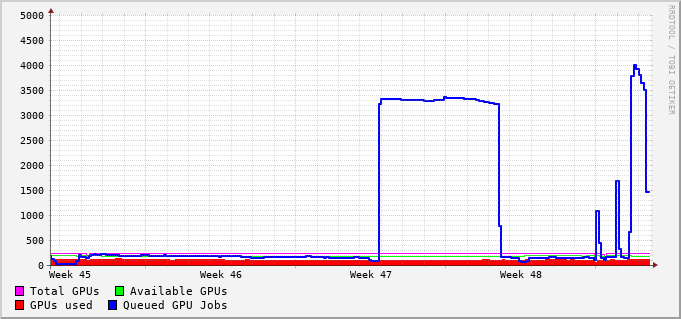 5000
4500
4000
3500
3000
2500
2000
1500
1000
500
0
Week 45 Week 46 Week 47 Week 48
Total GPUs Available GPUs
GPUs used Queued GPU Jobs
RRDTOOL / TOBI OETIKER